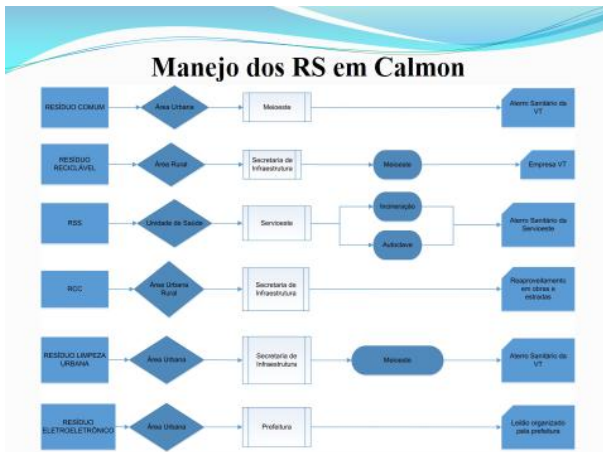 Manejo dos RS em Calmon
RESÍDUO COMUM
Área Urbana
Meioeste
Aterro Sanitário da
VT
RESÍDUO
RECICLÁVEL
Área Rural
Secretaria de
Infraestrutura
Meioeste
Empresa VT
RSS
Unidade de Saúde
Servioeste
Incineração
Autoclave
Aterro Sanitário da
Servioeste
RCC
Área Urbana
Rural
Secretaria de
Infraestrutura
Reaproveitamento
em obras e
estradas
RESÍDUO LIMPEZA
URBANA
Área Urbana
Secretaria de
Infraestrutura
Meioeste
Aterro Sanitário da
VT
RESÍDUO
ELETROELETRÔNICO
Área Urbana
Prefeitura
Leilão organizado
pela prefeitura